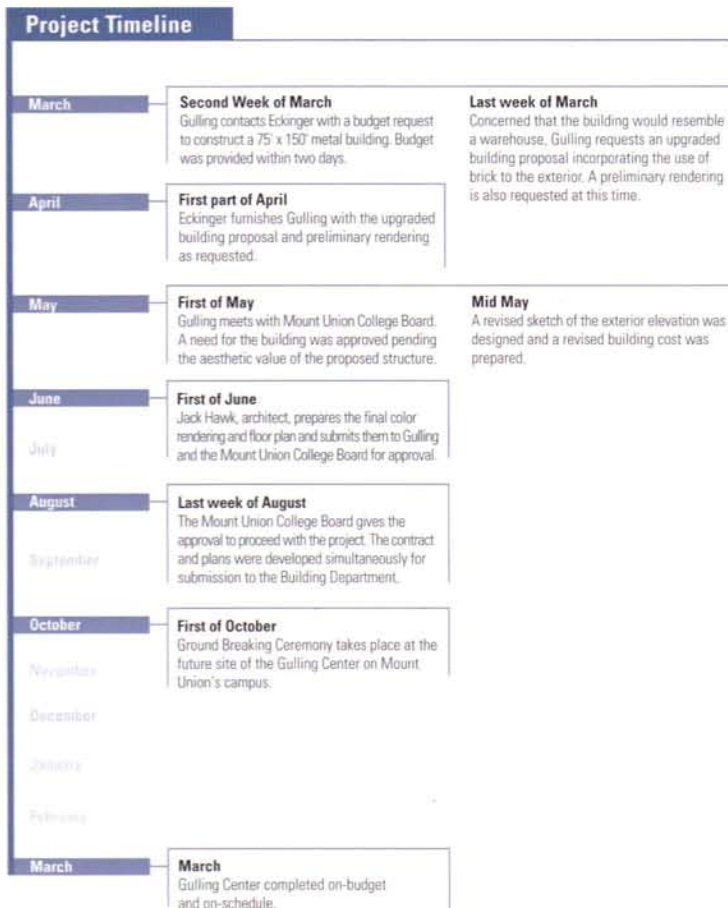 Project Timeline
March
Second Week of March
Gulling contacts Eckinger with a budget request
to construct a 75' x 150' metal building. Budget
was provided within two days.
Last week of March
Concerned that the building would resemble
a warehouse, Gulling requests an upgraded
building proposal incorporating the use of
brick to the exterior. A preliminary rendering
is also requested at this time.
April
First part of April
Eckinger furnishes Gulling with the upgraded
building proposal and preliminary rendering
as requested.
May
First of May
Gulling meets with Mount Union College Board.
A need for the building was approved pending
the aesthetic value of the proposed structure.
Mid May
A revised sketch of the exterior elevation was
designed and a revised building cost was
prepared.
June
First of June
Jack Hawk, architect, prepares the final color
rendering and floor plan and submits them to Gulling
and the Mount Union College Board for approval.
July
August
Last week of August
The Mount Union College Board gives the
approval to proceed with the project. The contract
and plans were developed simultaneously for
submission to the Building Department.
September
October
First of October
Ground Breaking Ceremony takes place at the
future site of the Gulling Center on Mount
Union's campus.
November
December
January
February
March
March
Gulling Center completed on-budget
and on-schedule.